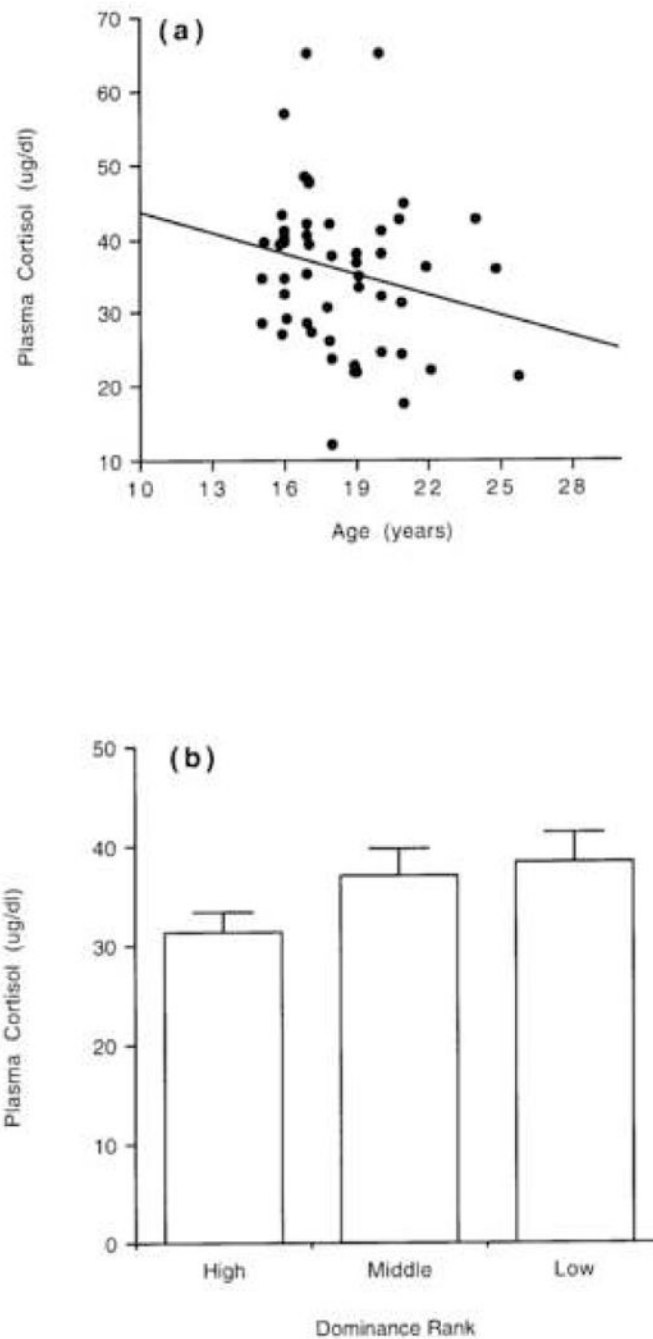 (a)
Plasma Cortisol (ug/dl)
70
60
50
40
30
20
10
10 13 16 19 22 25 28
Age (years)
(b)
Plasma Cortisol (ug/dl)
50
40
30
20
10
0
High Middle Low
Dominance Rank